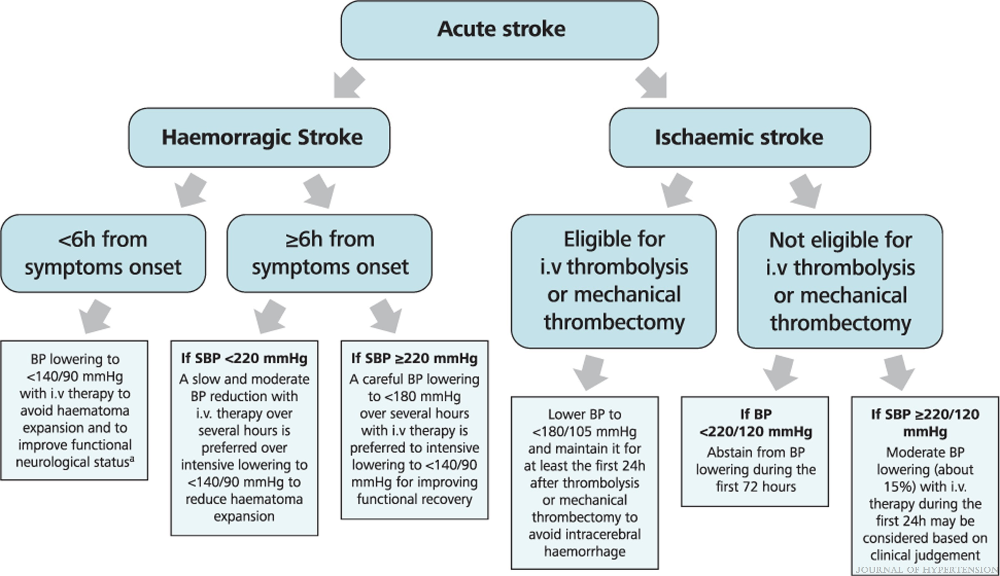 Acute stroke
Haemorragic Stroke
Ischaemic stroke
<6h from
symptoms onset
≥6h from
symptoms onset
Eligible for
i.v thrombolysis
or mechanical
thrombectomy
Not eligible for
i.v thrombolysis
or mechanical
thrombectomy
BP lowering to
<140/90 mmHg
with i.v therapy to
avoid haematoma
expansion and to
improve functional
neurological statusª
If SBP <220 mmHg
A slow and moderate
BP reduction with
i.v. therapy over
several hours is
preferred over
intensive lowering to
<140/90 mmHg to
reduce haematoma
expansion
If SBP ≥220 mmHg
A careful BP lowering
to <180 mmHg
over several hours
with i.v therapy is
preferred to intensive
lowering to <140/90
mmHg for improving
functional recovery
Lower BP to
<180/105 mmHg
and maintain it for
at least the first 24h
after thrombolysis
or mechanical
thrombectomy to
avoid intracerebral
haemorrhage
If BP
<220/120 mmHg
Abstain from BP
lowering during the
first 72 hours
If SBP ≥220/120
mmHg
Moderate BP
lowering (about
15%) with i.v.
therapy during the
first 24h may be
considered based on
clinical judgement
JOURNAL OF HYPERTENSION